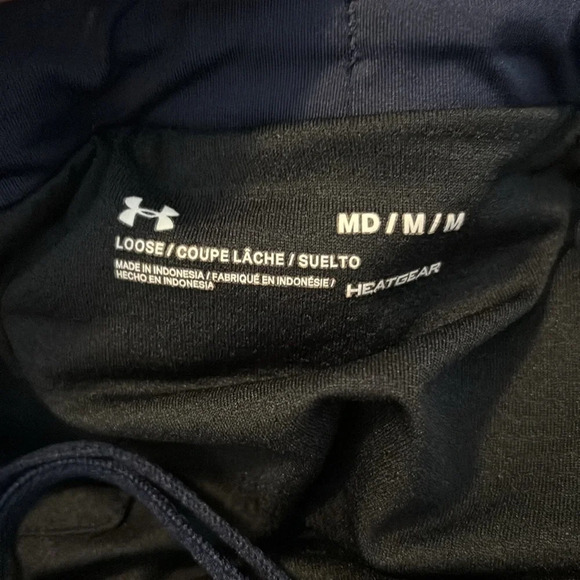 MD / M / M
LOOSE / COUPE LÂCHE / SUELTO
MADE IN INDONESIA / FABRIQUÉ EN INDONÉSIE /
HECHO EN INDONESIA
HEATGEAR